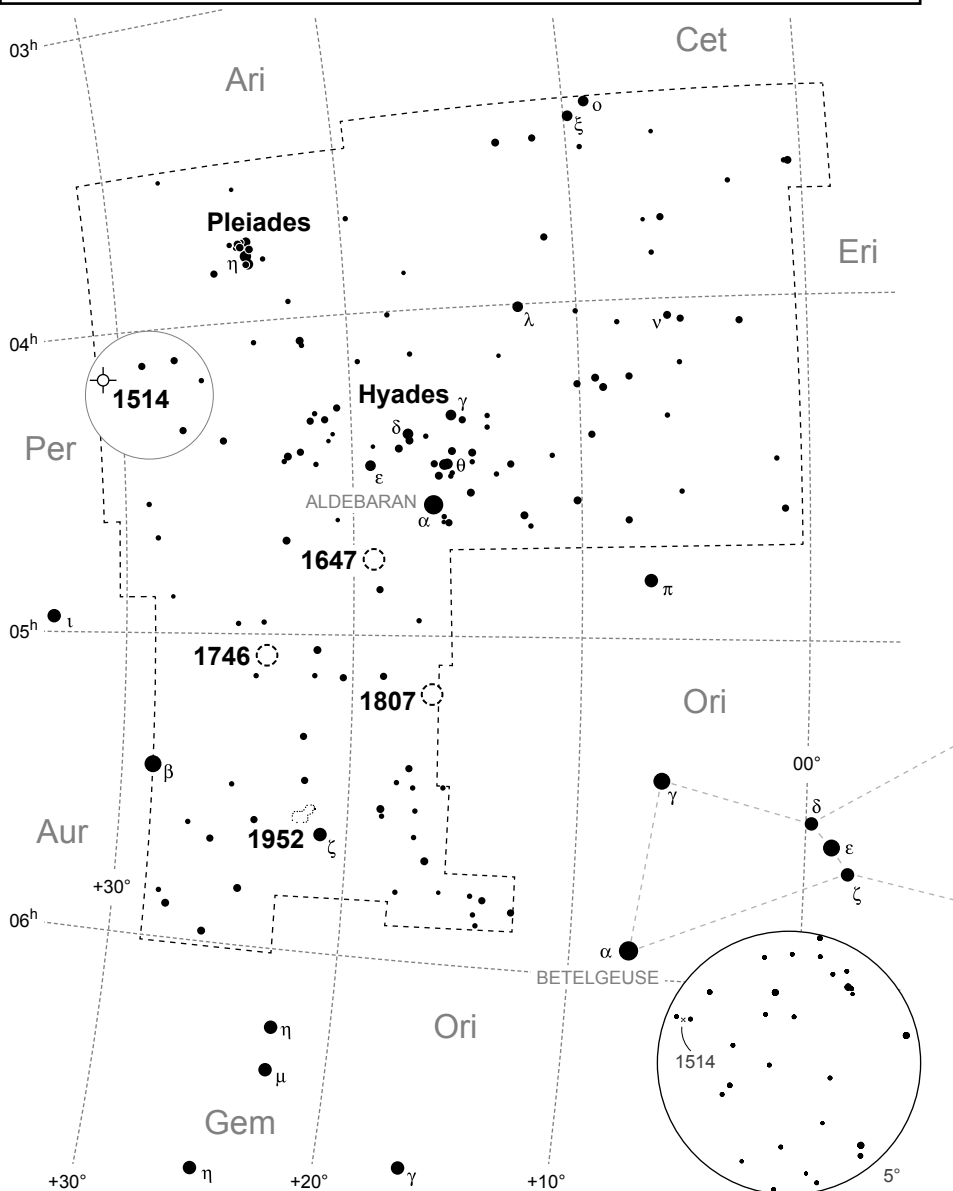 Cet
03h
Ari
ο
ξ
Pleiades
η
Eri
λ
ν
04h
Hyades
γ
1514
δ
Per
θ
ε
ALDEBARAN
α
1647
π
ι
05h
1746
1807
Ori
00°
β
γ
δ
Aur
1952
ζ
ε
+30°
ζ
06h
α
BETELGEUSE
η
Ori
1514
μ
Gem
η
γ
5°
+30°
+20°
+10°